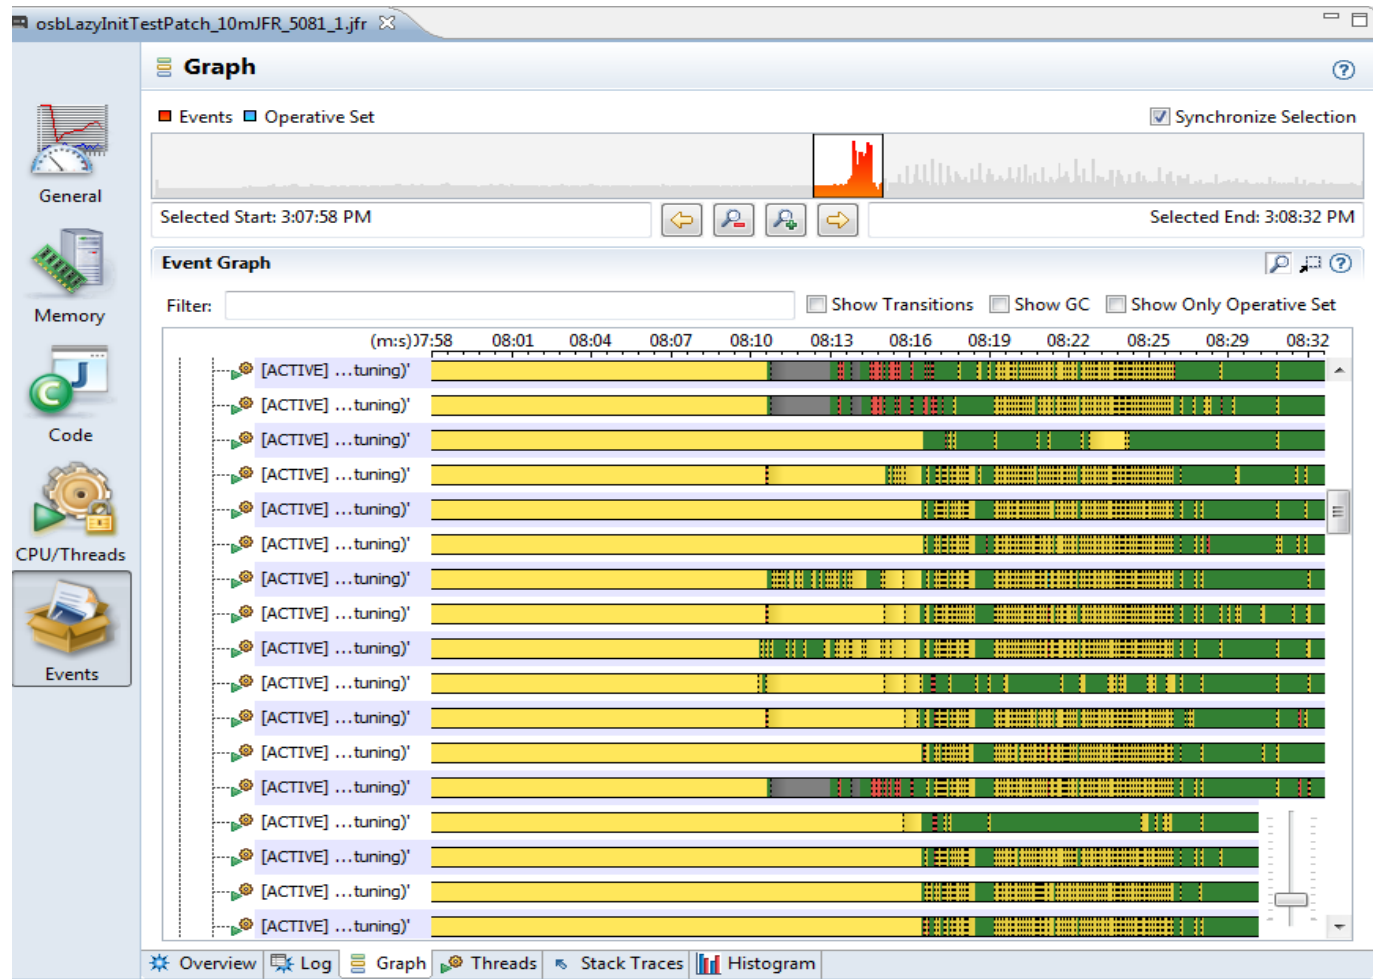 osbLazyInitTestPatch_10mJFR_5081_1.jfr
Graph
Events Operative Set Synchronize Selection
General
Selected Start: 3:07:58 PM Selected End: 3:08:32 PM
Event Graph
Filter: Show Transitions Show GC Show Only Operative Set
Memory
(m:s) )7:58 08:01 08:04 08:07 08:10 08:13 08:16 08:19 08:22 08:25 08:29 08:32
[ACTIVE] ...tuning)'
[ACTIVE] ...tuning)'
Code
[ACTIVE] ...tuning)'
[ACTIVE] ...tuning)'
[ACTIVE] ...tuning)'
[ACTIVE] ...tuning)'
CPU/Threads
[ACTIVE] ...tuning)'
[ACTIVE] ...tuning)'
[ACTIVE] ...tuning)'
Events
[ACTIVE] ...tuning)'
[ACTIVE] ...tuning)'
[ACTIVE] ...tuning)'
[ACTIVE] ...tuning)'
[ACTIVE] ...tuning)'
[ACTIVE] ...tuning)'
[ACTIVE] ...tuning)'
[ACTIVE] ...tuning)'
Overview Log Graph Threads Stack Traces Histogram